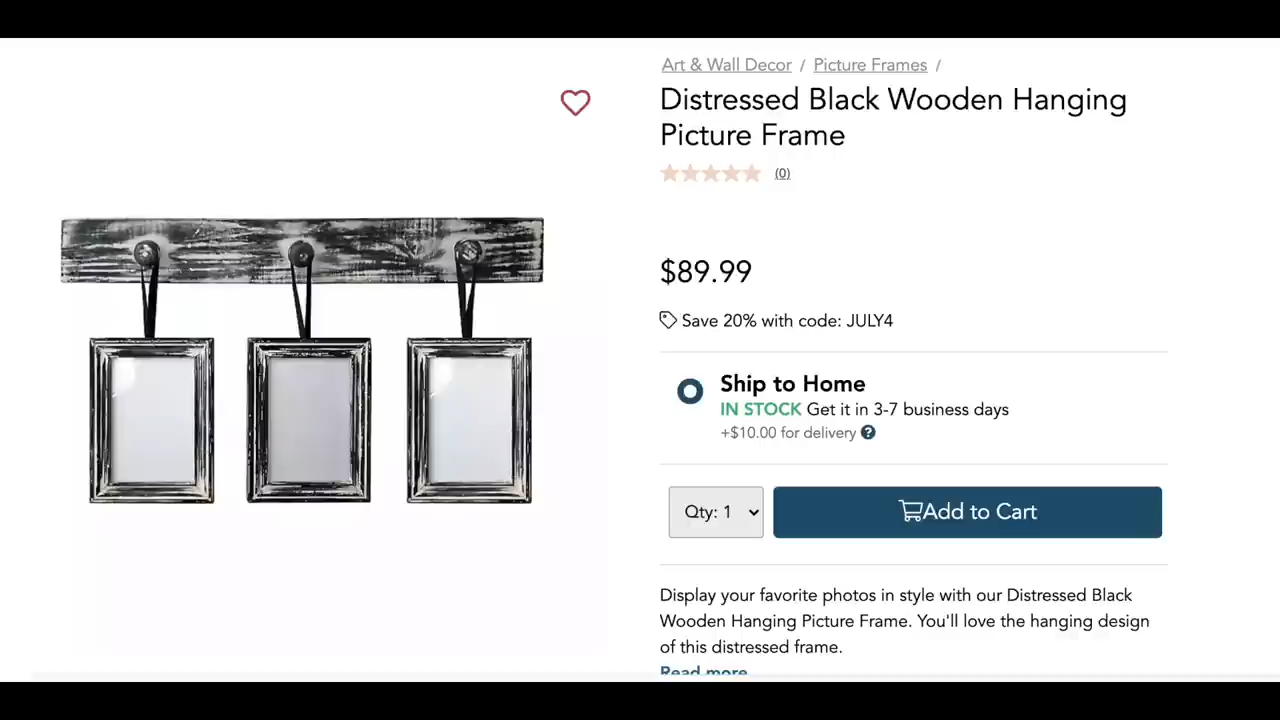 Art & Wall Decor / Picture Frames /
Distressed Black Wooden Hanging
Picture Frame
(0)
$89.99
Save 20% with code: JULY4
Ship to Home
IN STOCK Get it in 3-7 business days
+$10.00 for delivery ?
Qty: 1
Add to Cart
Display your favorite photos in style with our Distressed Black
Wooden Hanging Picture Frame. You'll love the hanging design
of this distressed frame.
Read more